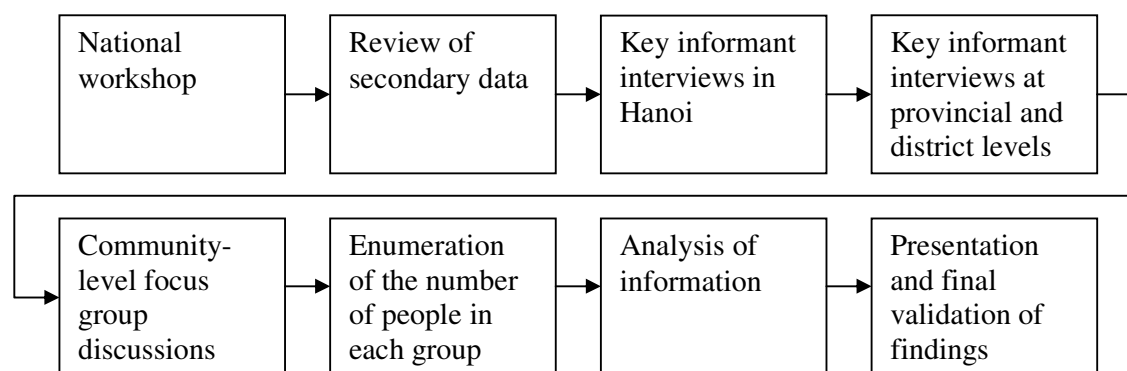 National
workshop
Review of
secondary data
Key informant
interviews in
Hanoi
Key informant
interviews at
provincial and
district levels
Community-
level focus
group
discussions
Enumeration
of the number
of people in
each group
Analysis of
information
Presentation
and final
validation of
findings